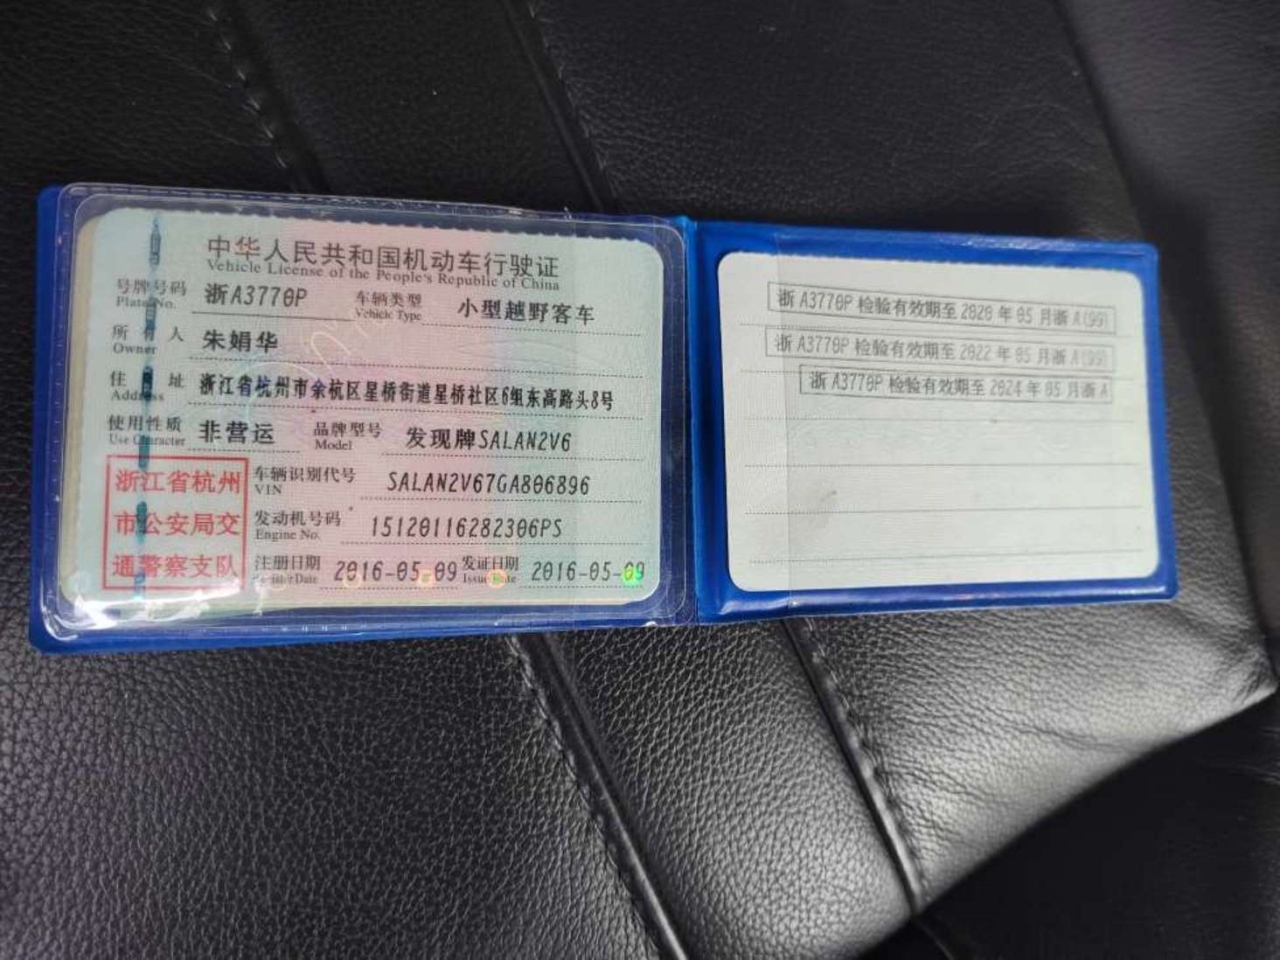 中华人民共和国机动车行驶证
Vehicle License of the People's Republic of China
号牌号码 Plate No. 浙A3770P 车辆类型 Vehicle Type 小型越野客车
所有人 Owner 朱娟华
住址 Address 浙江省杭州市余杭区星桥街道星桥社区6组东高路头8号
使用性质 Use Character 非营运 品牌型号 Model 发现牌SALAN2V6
浙江省杭州市公安局交通警察支队
车辆识别代号 VIN SALAN2V67GA806896
发动机号码 Engine No. 15120116282306PS
注册日期 Register Date 2016-05-09 发证日期 Issue Date 2016-05-09
浙A3770P检验有效期至2020年05月浙A(99)
浙A3770P检验有效期至2022年05月浙A(99)
浙A3770P检验有效期至2024年05月浙A